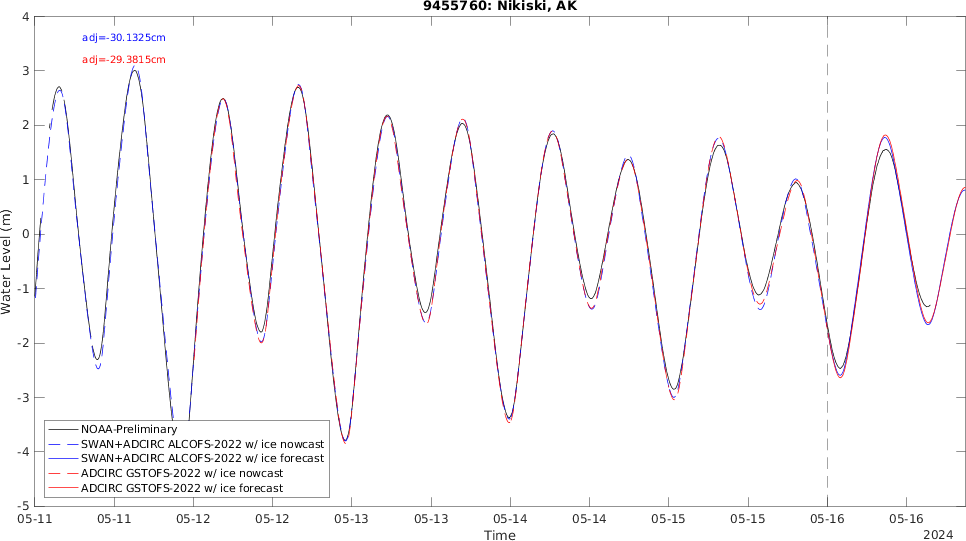 9455760: Nikiski, AK
adj=-30.1325cm
adj=-29.3815cm
Water Level (m)
4
3
2
1
0
-1
-2
-3
-4
-5
NOAA-Preliminary
SWAN+ADCIRC ALCOFS-2022 w/ ice nowcast
SWAN+ADCIRC ALCOFS-2022 w/ ice forecast
ADCIRC GSTOFS-2022 w/ ice nowcast
ADCIRC GSTOFS-2022 w/ ice forecast
05-11 05-11 05-12 05-12 05-13 05-13 05-14 05-14 05-15 05-15 05-16 05-16
Time
2024